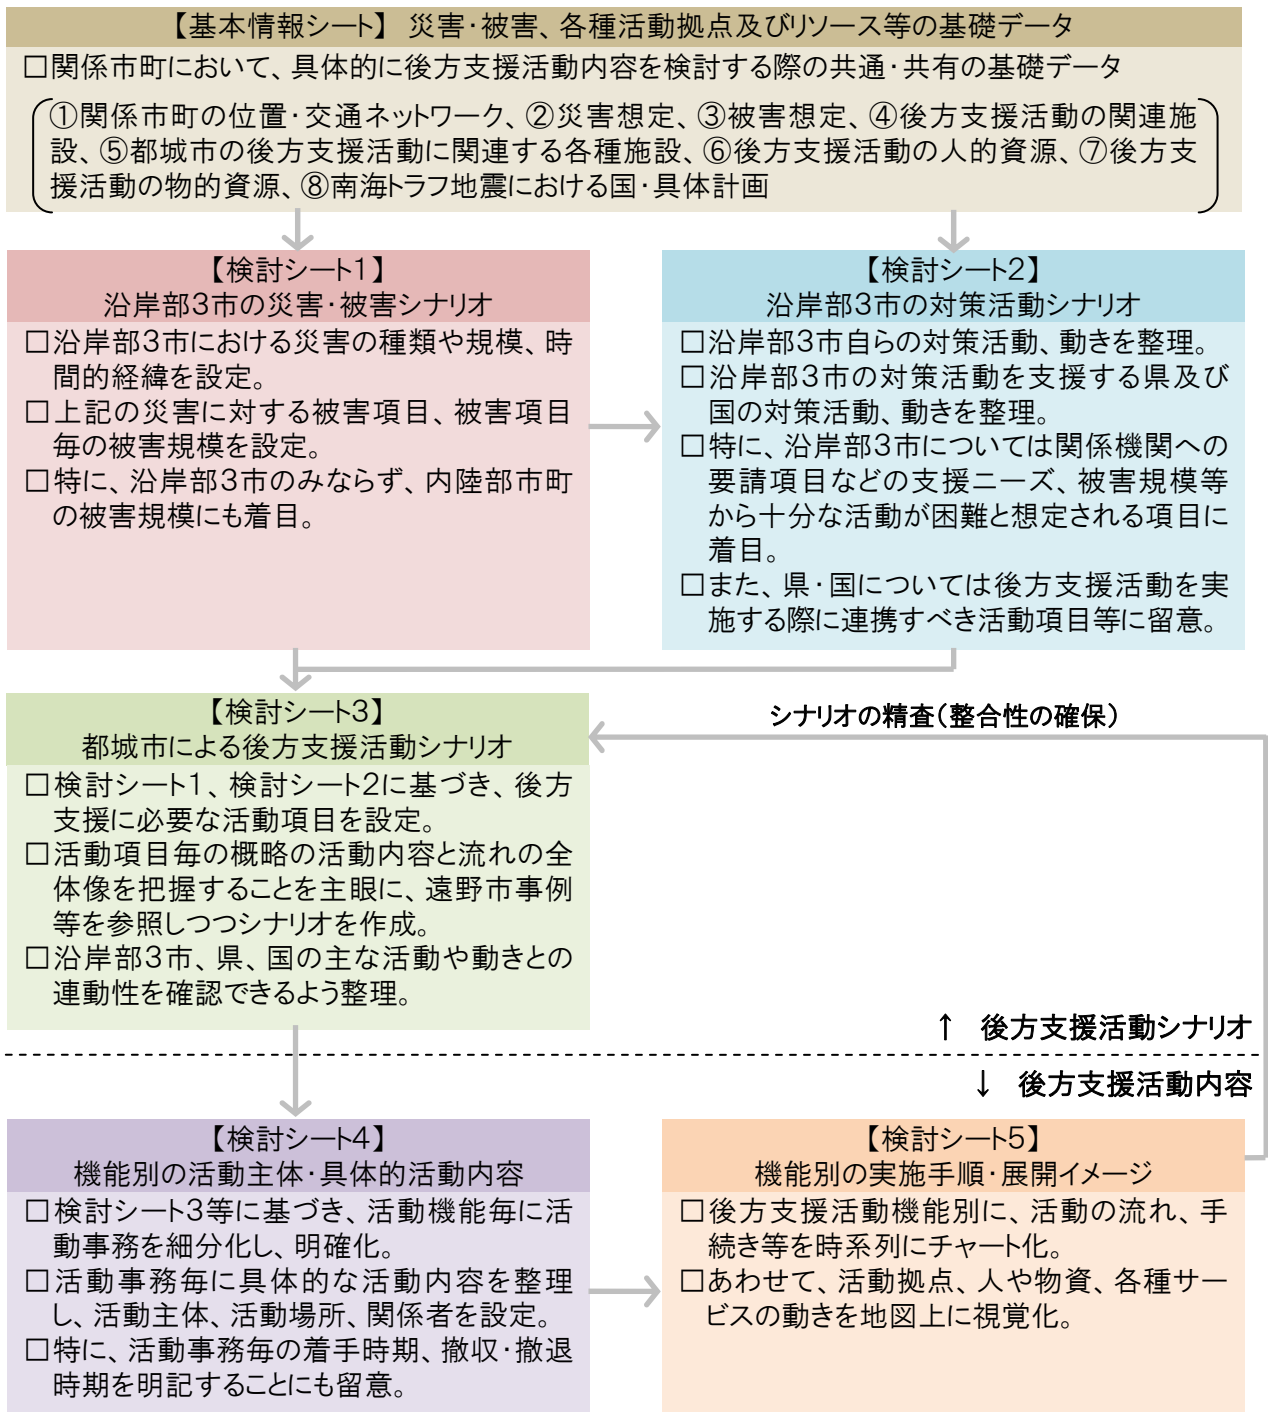 【基本情報シート】 災害・被害、各種活動拠点及びリソース等の基礎データ
□関係市町において、具体的に後方支援活動内容を検討する際の共通・共有の基礎データ
①関係市町の位置・交通ネットワーク、②災害想定、③被害想定、④後方支援活動の関連施
設、⑤都城市の後方支援活動に関連する各種施設、⑥後方支援活動の人的資源、⑦後方支
援活動の物的資源、⑧南海トラフ地震における国・具体計画
【検討シート1】
沿岸部3市の災害・被害シナリオ
□沿岸部3市における災害の種類や規模、時
間的経緯を設定。
□上記の災害に対する被害項目、被害項目
毎の被害規模を設定。
□特に、沿岸部3市のみならず、内陸部市町
の被害規模にも着目。
【検討シート2】
沿岸部3市の対策活動シナリオ
□沿岸部3市自らの対策活動、動きを整理。
□沿岸部3市の対策活動を支援する県及び
国の対策活動、動きを整理。
□特に、沿岸部3市については関係機関への
要請項目などの支援ニーズ、被害規模等
から十分な活動が困難と想定される項目に
着目。
□また、県・国については後方支援活動を実
施する際に連携すべき活動項目等に留意。
【検討シート3】
都城市による後方支援活動シナリオ
□検討シート1、検討シート2に基づき、後方
支援に必要な活動項目を設定。
□活動項目毎の概略の活動内容と流れの全
体像を把握することを主眼に、遠野市事例
等を参照しつつシナリオを作成。
□沿岸部3市、県、国の主な活動や動きとの
連動性を確認できるよう整理。
シナリオの精査(整合性の確保)
↑ 後方支援活動シナリオ
↓ 後方支援活動内容
【検討シート4】
機能別の活動主体・具体的活動内容
□検討シート3等に基づき、活動機能毎に活
動事務を細分化し、明確化。
□活動事務毎に具体的な活動内容を整理
し、活動主体、活動場所、関係者を設定。
□特に、活動事務毎の着手時期、撤収・撤退
時期を明記することにも留意。
【検討シート5】
機能別の実施手順・展開イメージ
□後方支援活動機能別に、活動の流れ、手
続き等を時系列にチャート化。
□あわせて、活動拠点、人や物資、各種サー
ビスの動きを地図上に視覚化。